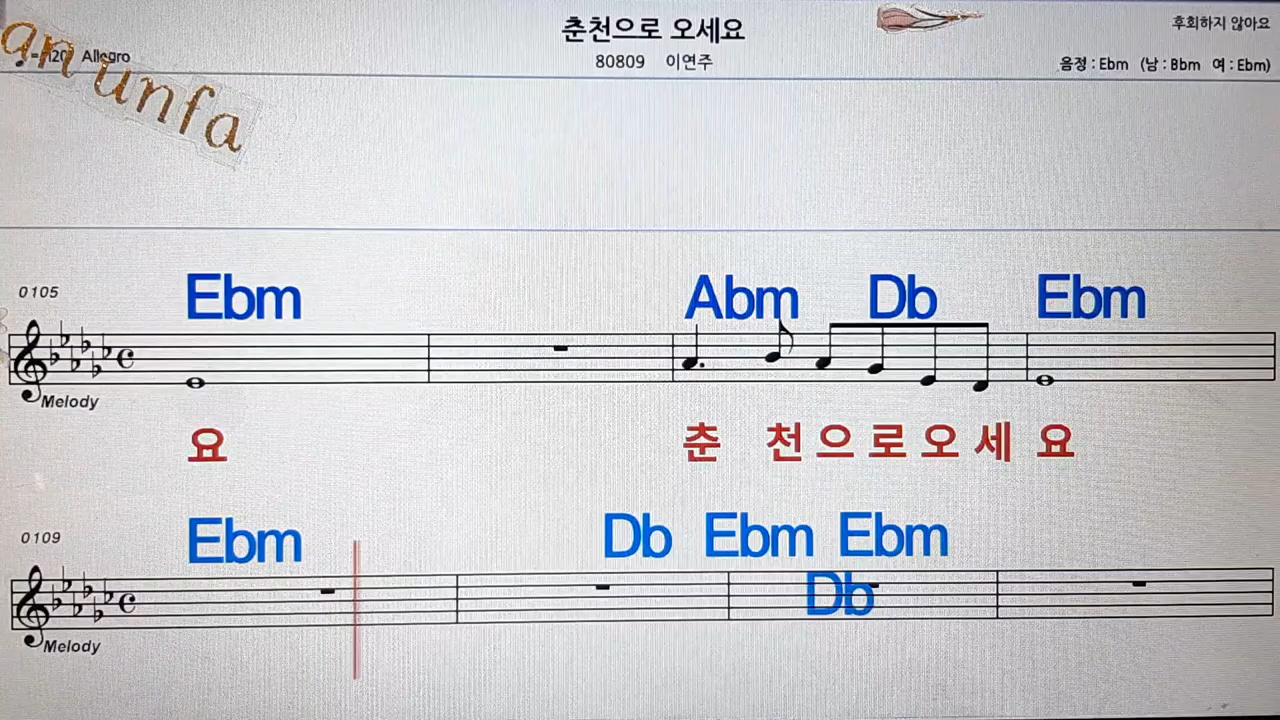 춘천으로 오세요
후회하지 않아요
an unfa
Allegro
80809 이연주
음정 : Ebm (남 : Bbm 여 : Ebm)
0105
Ebm Abm Db Ebm
Melody
요 춘 천 으 로 오 세 요
0109
Ebm Db Ebm Ebm
Db
Melody